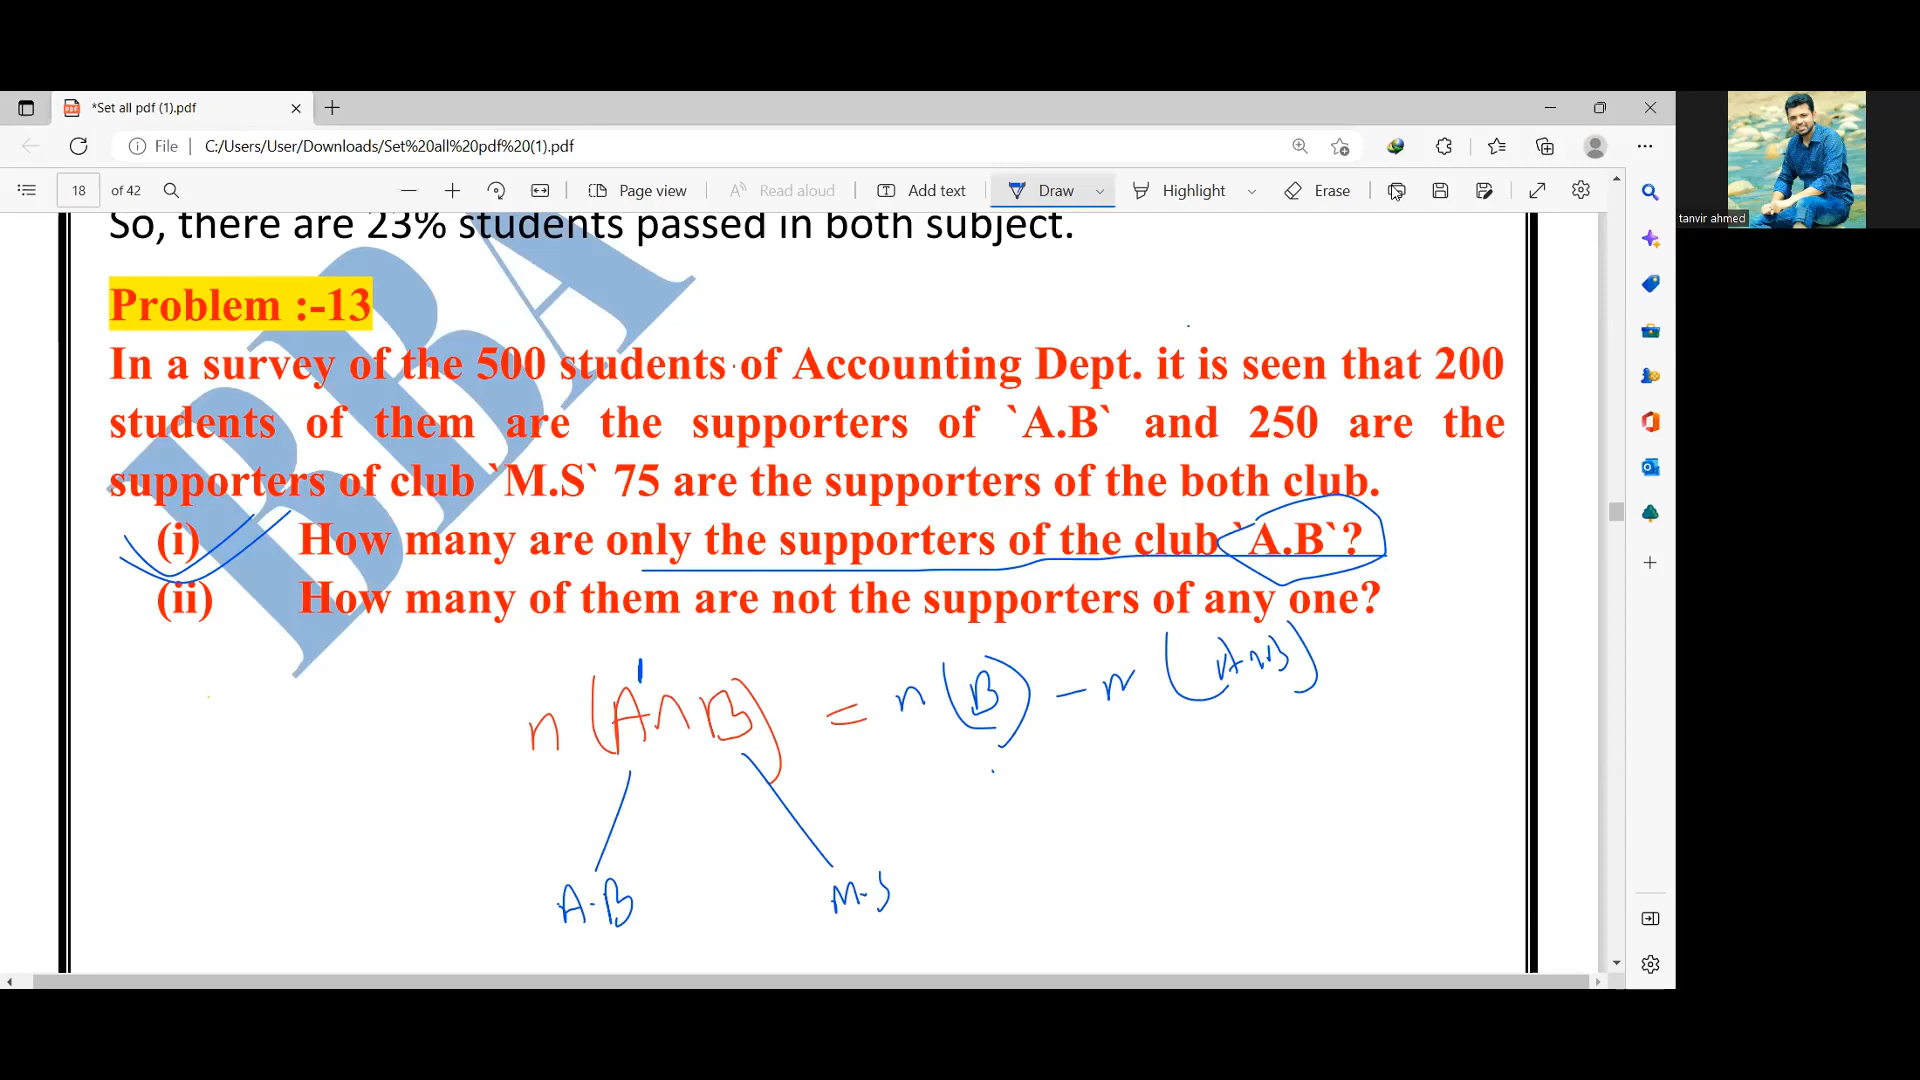 *Set all pdf (1).pdf
File C:/Users/User/Downloads/Set%20all%20pdf%20(1).pdf
18 of 42 Page view Read aloud Add text Draw Highlight Erase
tanvir ahmed
So, there are 23% students passed in both subject.
BBA
Problem :-13
In a survey of the 500 students of Accounting Dept. it is seen that 200
students of them are the supporters of `A.B` and 250 are the
supporters of club `M.S` 75 are the supporters of the both club.
(i) How many are only the supporters of the club `A.B`?
(ii) How many of them are not the supporters of any one?
n(A'∩B) = n(B) - n(A∩B)
A.B M.S